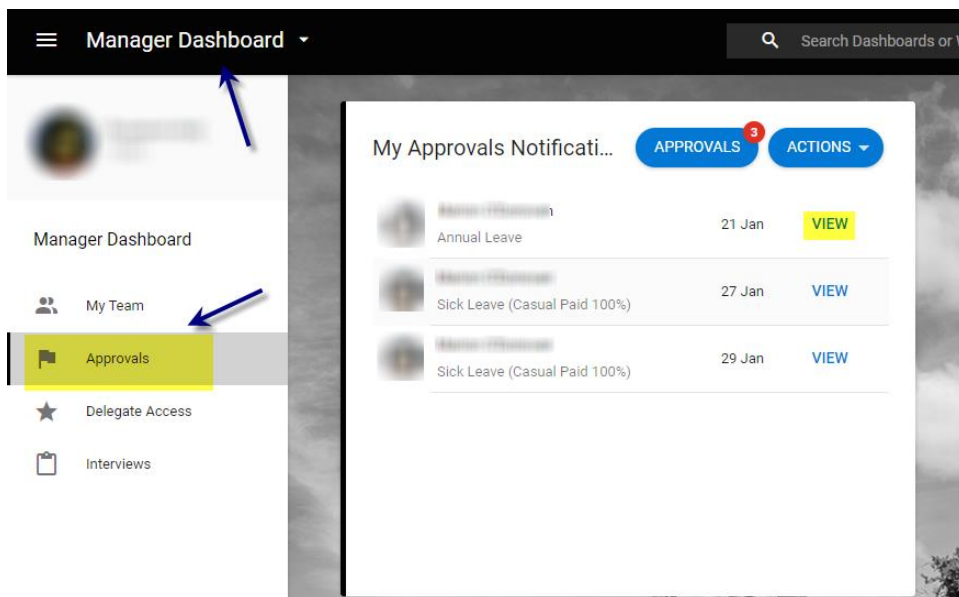 Manager Dashboard
Search Dashboards or
Manager Dashboard
My Team
Approvals
Delegate Access
Interviews
My Approvals Notificati...
APPROVALS 3
ACTIONS
Annual Leave
21 Jan
VIEW
Sick Leave (Casual Paid 100%)
27 Jan
VIEW
Sick Leave (Casual Paid 100%)
29 Jan
VIEW